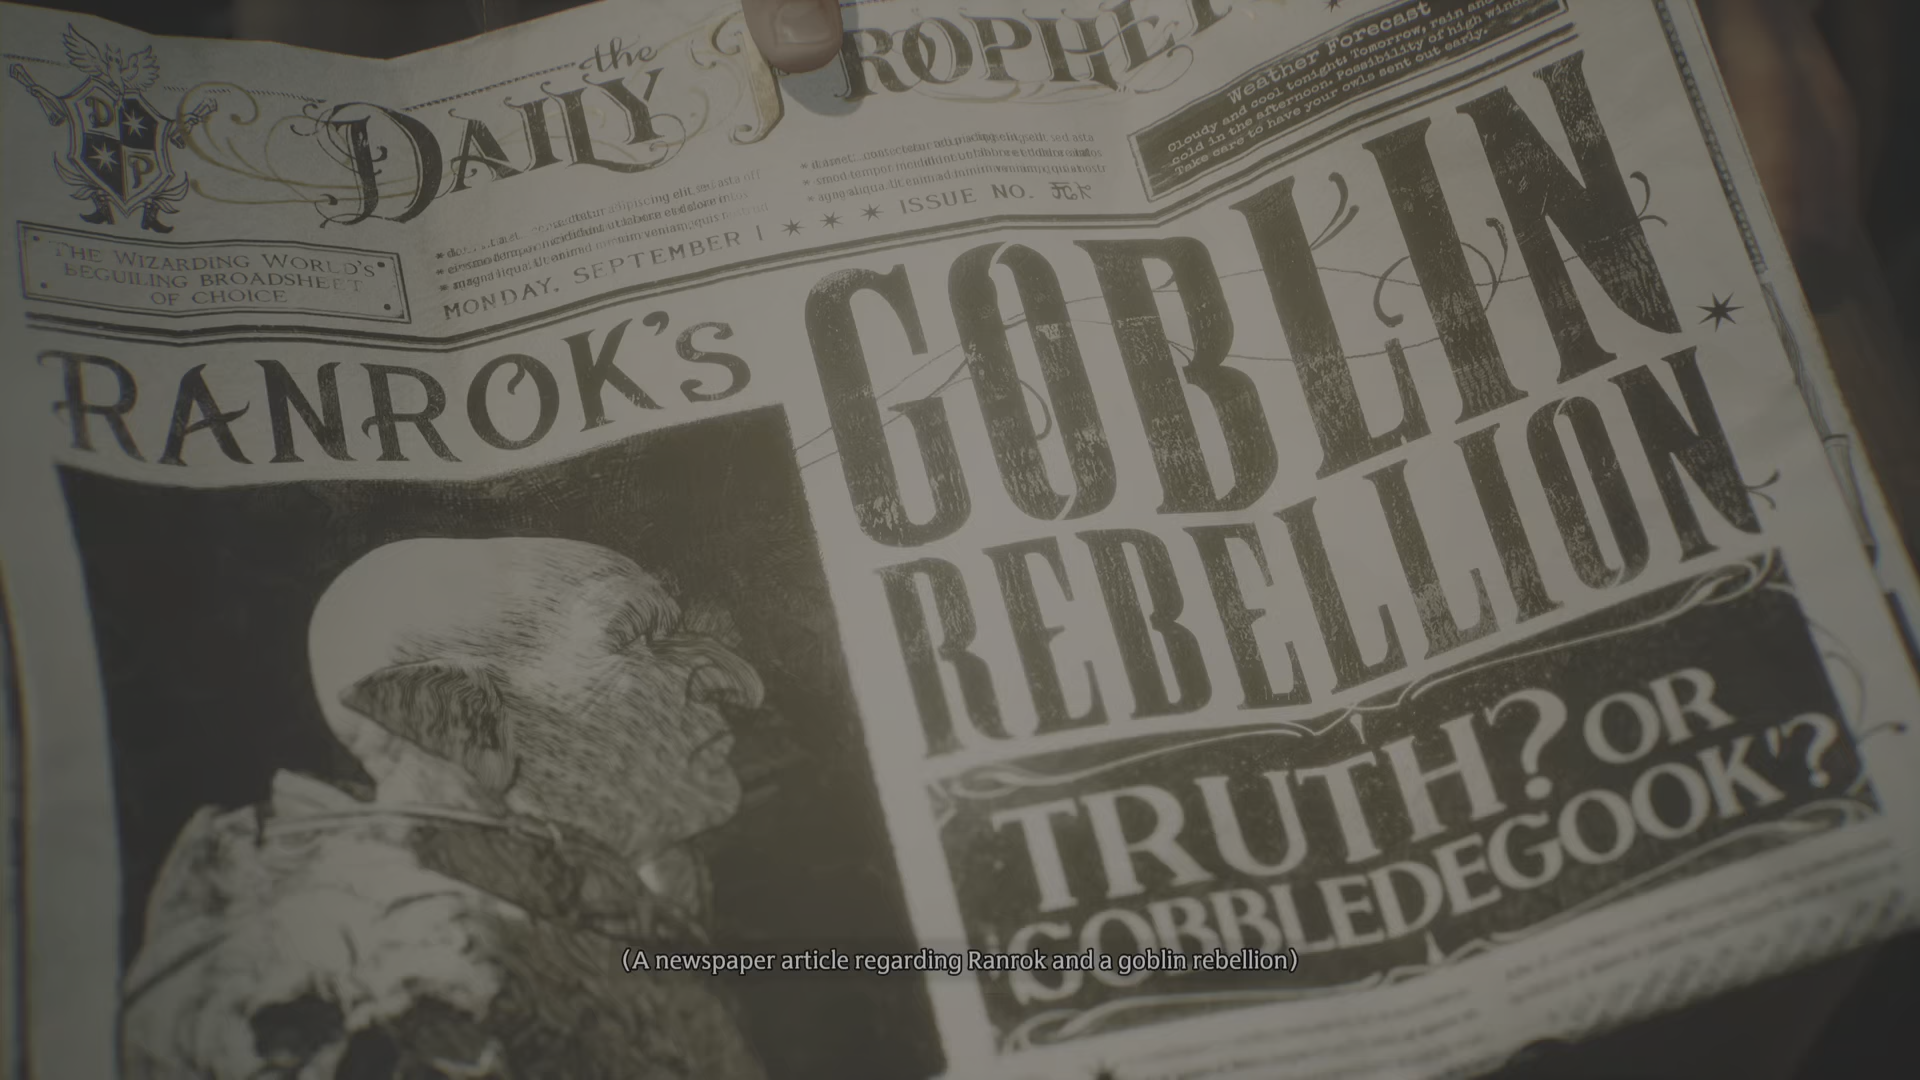 the
DAILY PROPHET
D
P
THE WIZARDING WORLD'S
BEGUILING BROADSHEET
OF CHOICE
MONDAY, SEPTEMBER 1
ISSUE NO. JGK
Weather Forecast
Cloudy and cool tonight; Tomorrow, rain and
cold in the afternoon. Possibility of high winds.
Take care to have your owls sent out early.
RANROK'S
GOBLIN
REBELLION
TRUTH? OR
'GOBBLEDEGOOK'?
(A newspaper article regarding Ranrok and a goblin rebellion)